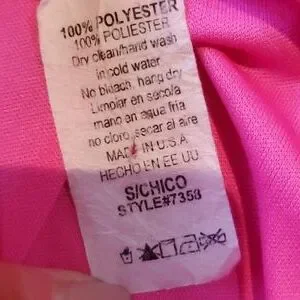 100% POLYESTER
100% POLIESTER
Dry clean/hand wash
in cold water
No bleach, hang dry
Limpiar en secola
mano en agua fria
no cloro, secar al aire
MADE IN U.S.A
HECHO EN EE UU
S/CHICO
STYLE#7358